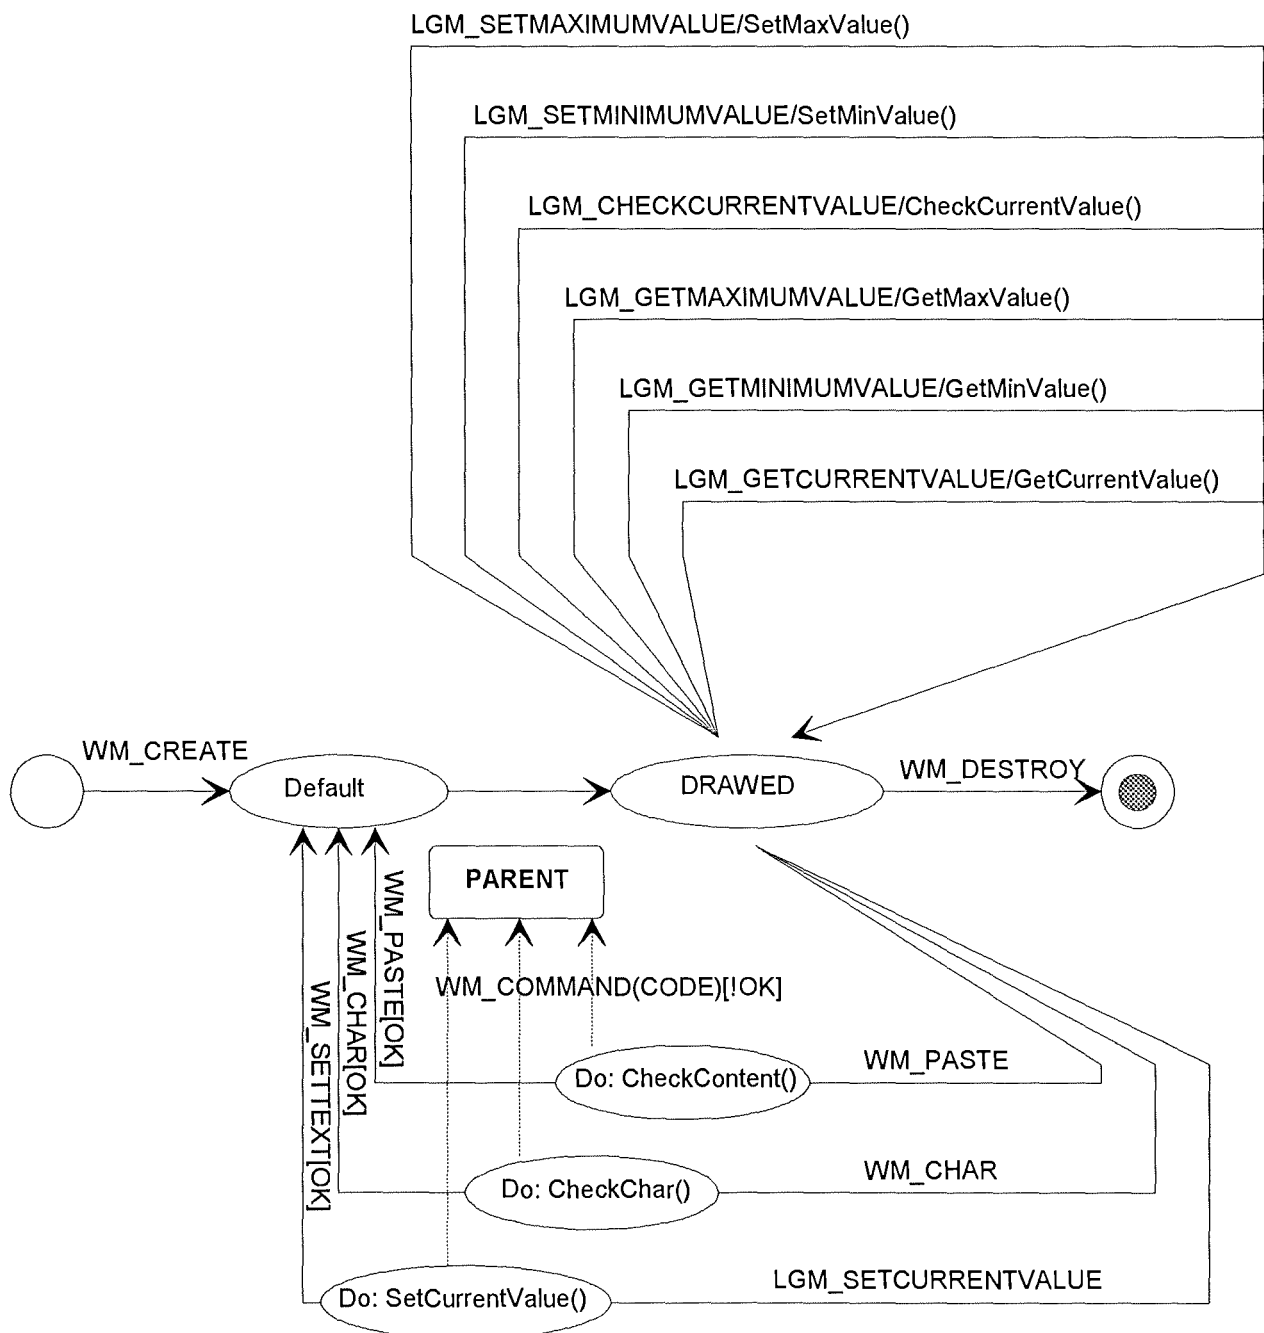 LGM_SETMAXIMUMVALUE/SetMaxValue()
LGM_SETMINIMUMVALUE/SetMinValue()
LGM_CHECKCURRENTVALUE/CheckCurrentValue()
LGM_GETMAXIMUMVALUE/GetMaxValue()
LGM_GETMINIMUMVALUE/GetMinValue()
LGM_GETCURRENTVALUE/GetCurrentValue()
WM_CREATE
Default
DRAWED
WM_DESTROY
PARENT
WM_PASTE[OK]
WM_CHAR[OK]
WM_SETTEXT[OK]
WM_COMMAND(CODE)[!OK]
Do: CheckContent()
WM_PASTE
Do: CheckChar()
WM_CHAR
Do: SetCurrentValue()
LGM_SETCURRENTVALUE